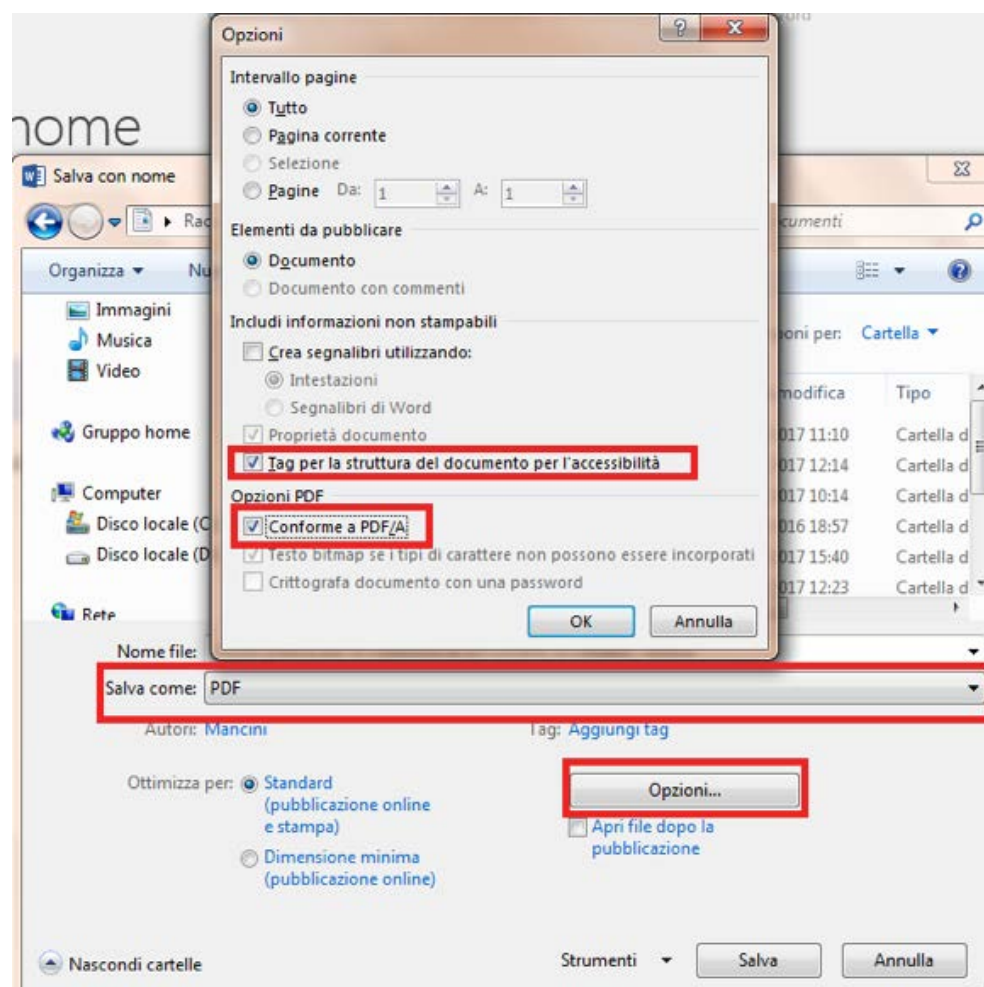 Opzioni
Intervallo pagine
Tutto
Pagina corrente
Selezione
Pagine Da: 1 A: 1
Elementi da pubblicare
Documento
Documento con commenti
Includi informazioni non stampabili
Crea segnalibri utilizzando:
Intestazioni
Segnalibri di Word
Proprietà documento
Tag per la struttura del documento per l'accessibilità
Opzioni PDF
Conforme a PDF/A
Testo bitmap se i tipi di carattere non possono essere incorporati
Crittografa documento con una password
OK Annulla
nome
Salva con nome
Organizza
Immagini
Musica
Video
per: Cartella
modifica Tipo
Gruppo home 017 11:10 Cartella d
017 12:14 Cartella d
Computer 017 10:14 Cartella d
Disco locale (C 016 18:57 Cartella d
Disco locale (D 017 15:40 Cartella d
017 12:23 Cartella d
Rete
Nome file:
Salva come: PDF
Autori: Mancini Tag: Aggiungi tag
Ottimizza per: Standard
(pubblicazione online
e stampa)
Dimensione minima
(pubblicazione online)
Opzioni...
Apri file dopo la
pubblicazione
Nascondi cartelle Strumenti Salva Annulla